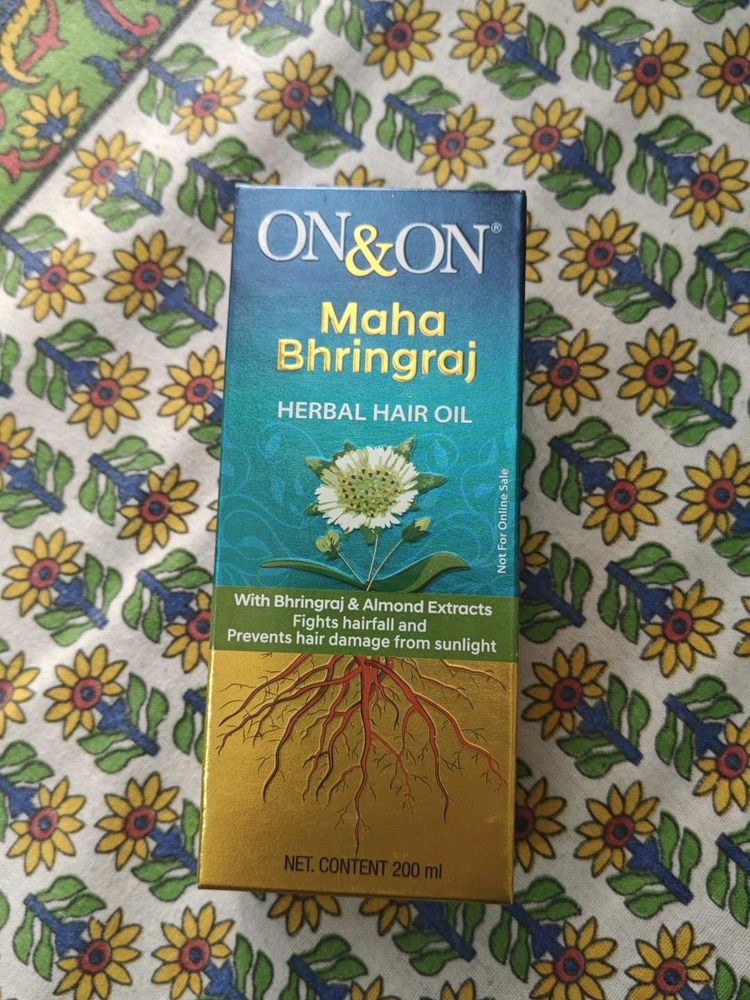 ON&ON®
Maha
Bhringraj
HERBAL HAIR OIL
Not For Online Sale
With Bhringraj & Almond Extracts
Fights hairfall and
Prevents hair damage from sunlight
NET. CONTENT 200 ml